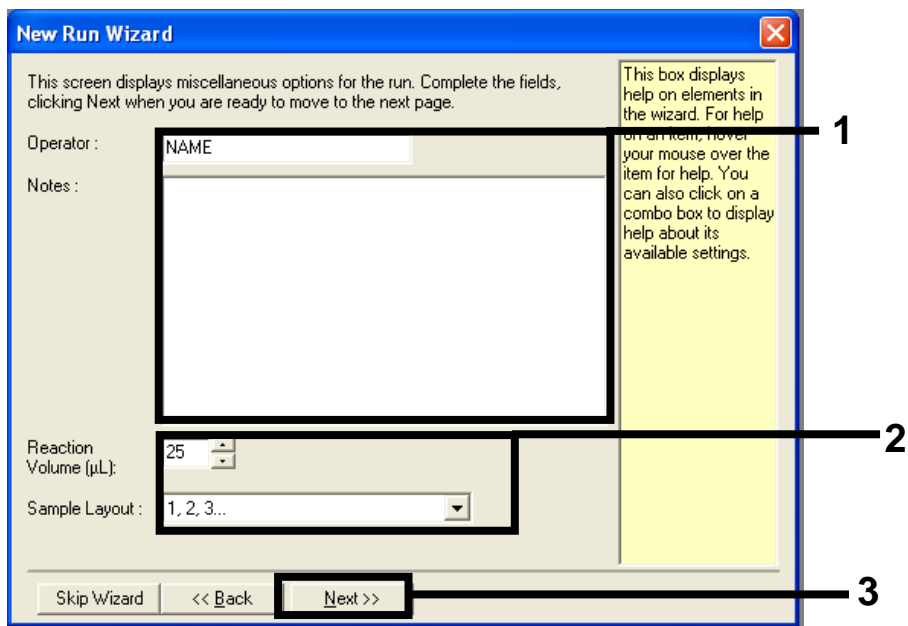 New Run Wizard
This screen displays miscellaneous options for the run. Complete the fields,
clicking Next when you are ready to move to the next page.
Operator :
NAME
Notes :
Reaction
Volume (µL):
25
Sample Layout :
1, 2, 3...
This box displays
help on elements in
the wizard. For help
on an item, hover
your mouse over the
item for help. You
can also click on a
combo box to display
help about its
available settings.
1
2
Skip Wizard
<< Back
Next >>
3